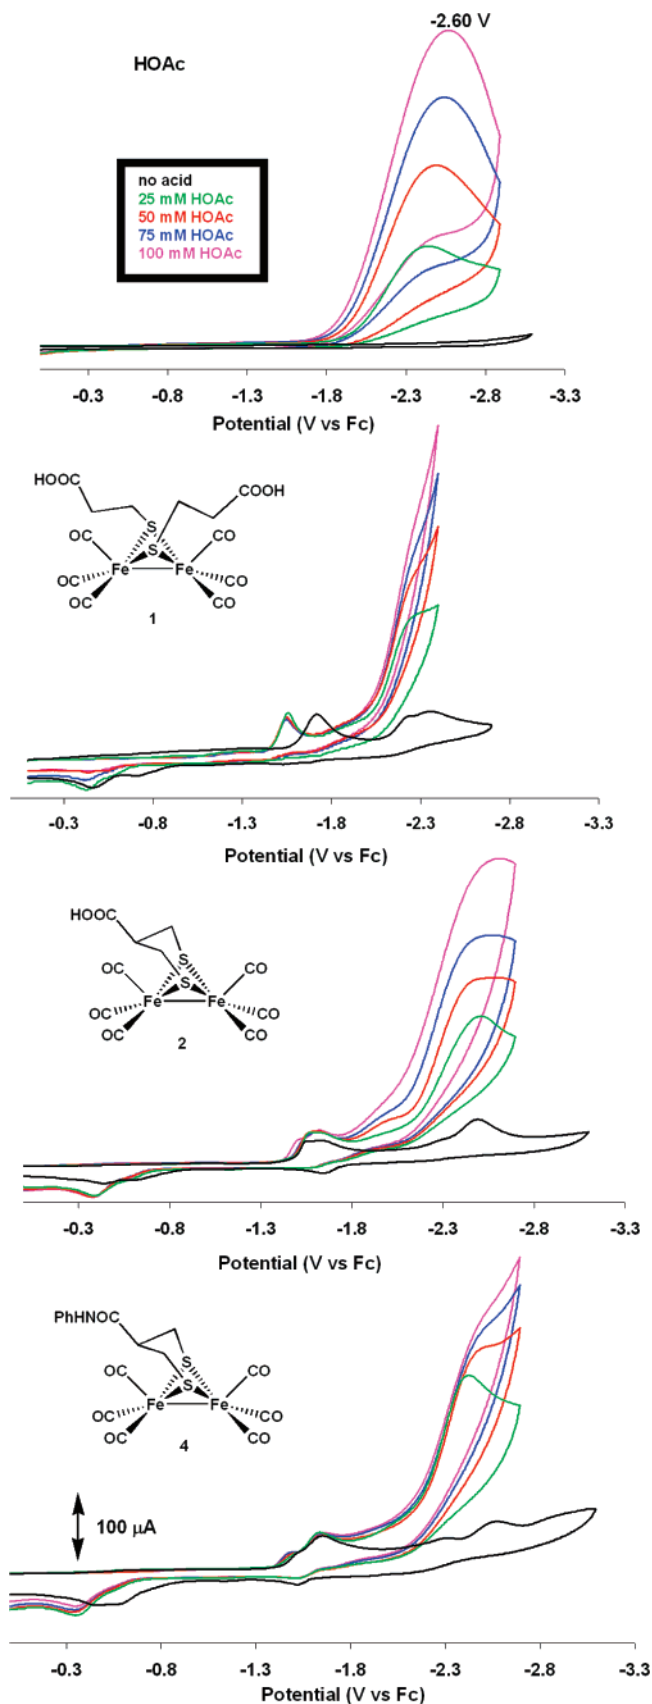 -2.60 V
HOAc
no acid
25 mM HOAc
50 mM HOAc
75 mM HOAc
100 mM HOAc
-0.3 -0.8 -1.3 -1.8 -2.3 -2.8 -3.3
Potential (V vs Fc)
HOOC
COOH
S
S
OC CO
OC Fe Fe CO
OC CO
1
-0.3 -0.8 -1.3 -1.8 -2.3 -2.8 -3.3
Potential (V vs Fc)
HOOC
S
S
OC CO
OC Fe Fe CO
OC CO
2
-0.3 -0.8 -1.3 -1.8 -2.3 -2.8 -3.3
Potential (V vs Fc)
PhHNOC
S
S
OC CO
OC Fe Fe CO
OC CO
4
100 μA
-0.3 -0.8 -1.3 -1.8 -2.3 -2.8 -3.3
Potential (V vs Fc)